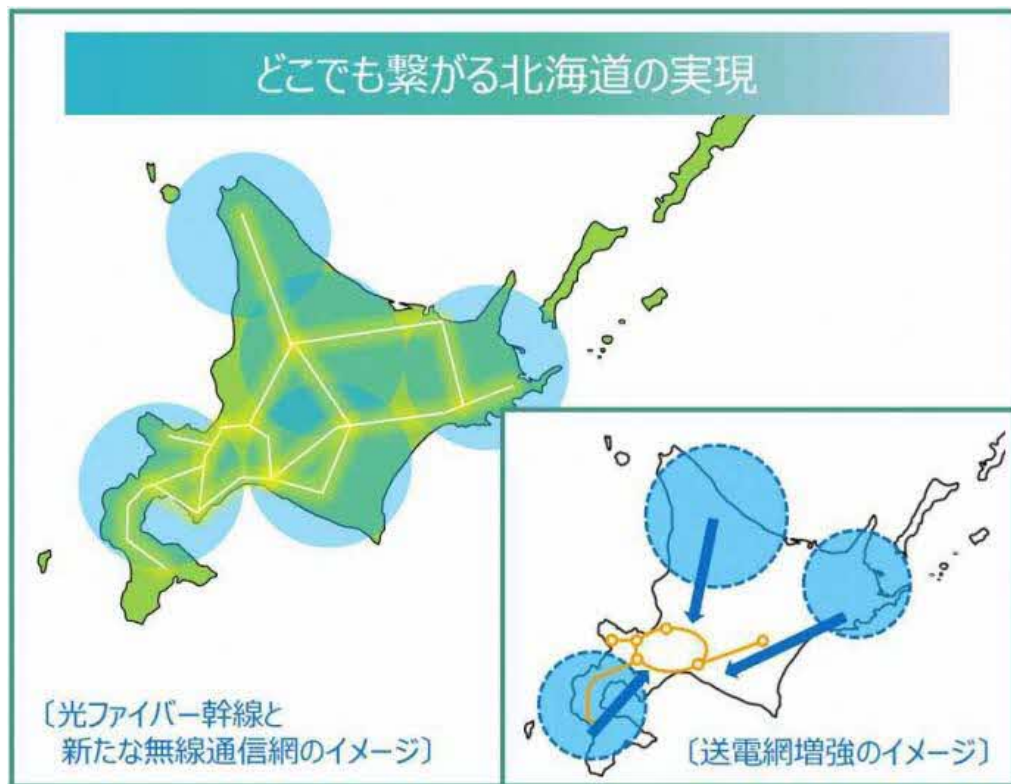 どこでも繋がる北海道の実現
〔光ファイバー幹線と
新たな無線通信網のイメージ〕
〔送電網増強のイメージ〕